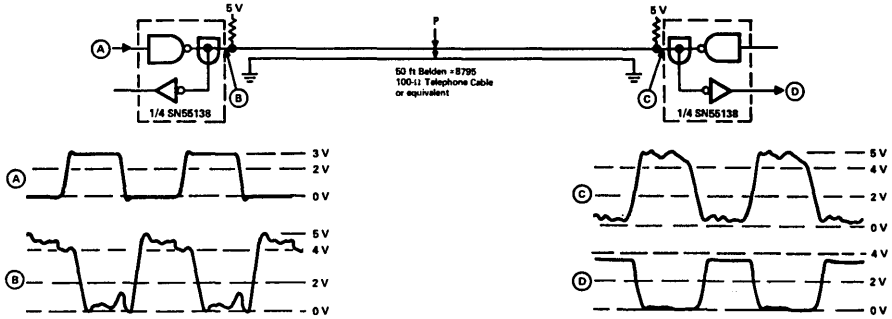 5 V
P
5 V
A
B
50 ft Belden #8795
100-Ω Telephone Cable
or equivalent
C
D
1/4 SN55138
1/4 SN55138
A
3 V
2 V
0 V
B
5 V
4 V
2 V
0 V
C
5 V
4 V
2 V
0 V
D
4 V
2 V
0 V